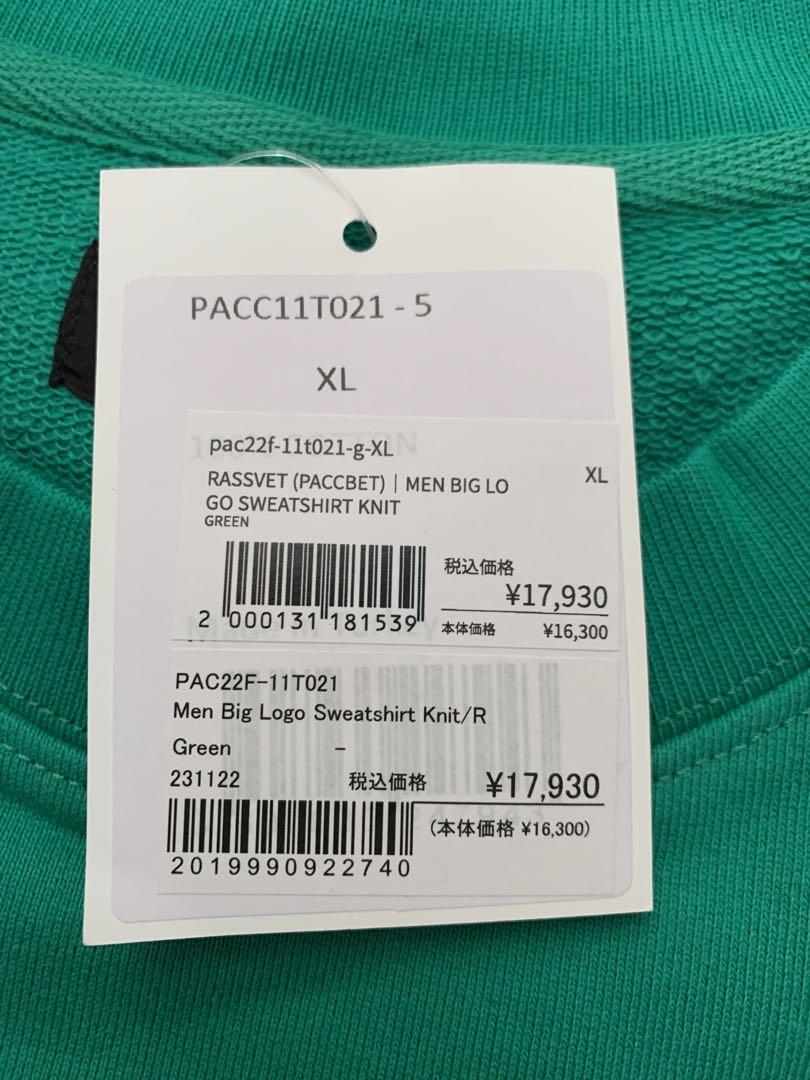 PACC11T021 - 5
XL
pac22f-11t021-g-XL
XL
RASSVET (PACCBET)｜MEN BIG LO
GO SWEATSHIRT KNIT
GREEN
税込価格
¥17,930
2 000131 181539
本体価格 ¥16,300
PAC22F-11T021
Men Big Logo Sweatshirt Knit/R
Green -
231122 税込価格 ¥17,930
(本体価格 ¥16,300)
2019990922740